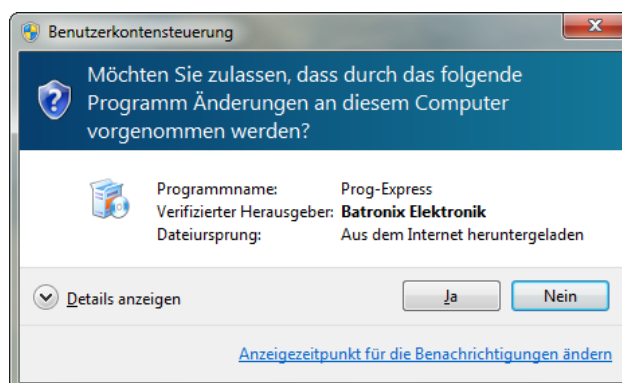 Benutzerkontensteuerung
Möchten Sie zulassen, dass durch das folgende
Programm Änderungen an diesem Computer
vorgenommen werden?
Programmname: Prog-Express
Verifizierter Herausgeber: Batronix Elektronik
Dateiursprung: Aus dem Internet heruntergeladen
Details anzeigen Ja Nein
Anzeigezeitpunkt für die Benachrichtigungen ändern